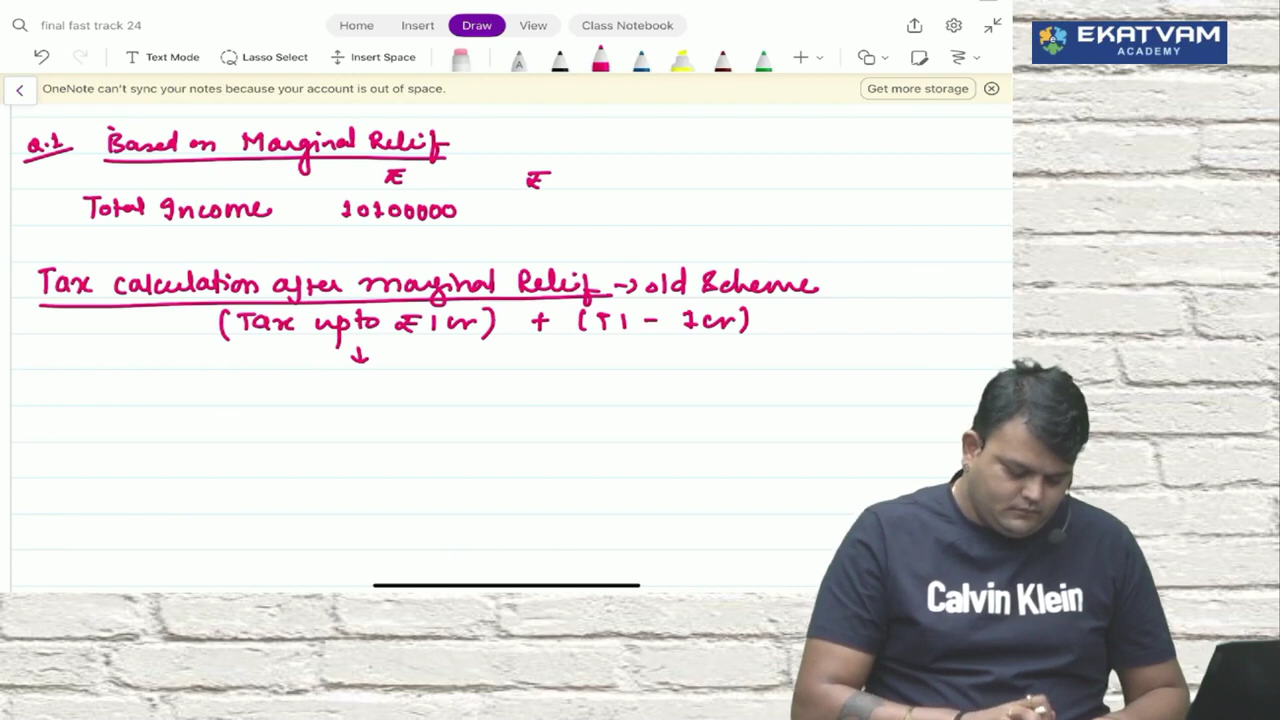 final fast track 24
Home Insert Draw View Class Notebook
Text Mode Lasso Select Insert Space
OneNote can't sync your notes because your account is out of space. Get more storage
EKATVAM
ACADEMY
Q.1 Based on Marginal Relief
₹ ₹
Total Income 10100000
Tax calculation after marginal Relief → old Scheme
(Tax upto ₹1cr) + (TI - 1cr)
↓
Calvin Klein